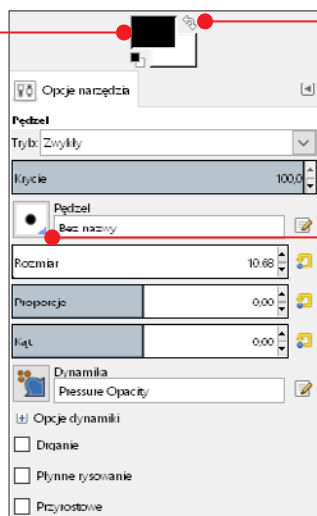 Opcje narzędzia
Pędzel
Tryb: Zwykły
Krycie 100,0
Pędzel
Bez nazwy
Rozmiar 10.68
Proporcje 0,00
Kąt 0,00
Dynamika
Pressure Opacity
Opcje dynamiki
Drganie
Płynne rysowanie
Przyrostowe